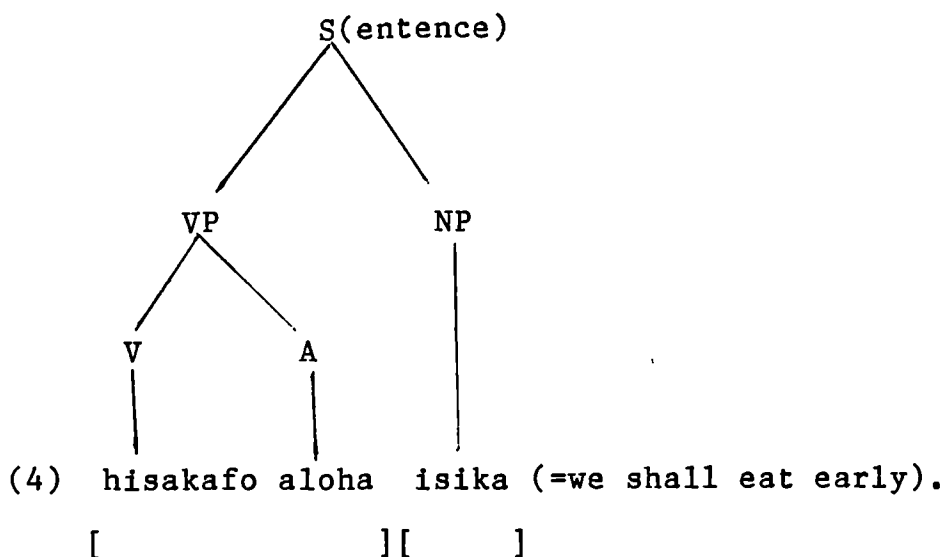 S(entence)
VP NP
V A
(4) hisakafo aloha isika (=we shall eat early).
[ ][ ]